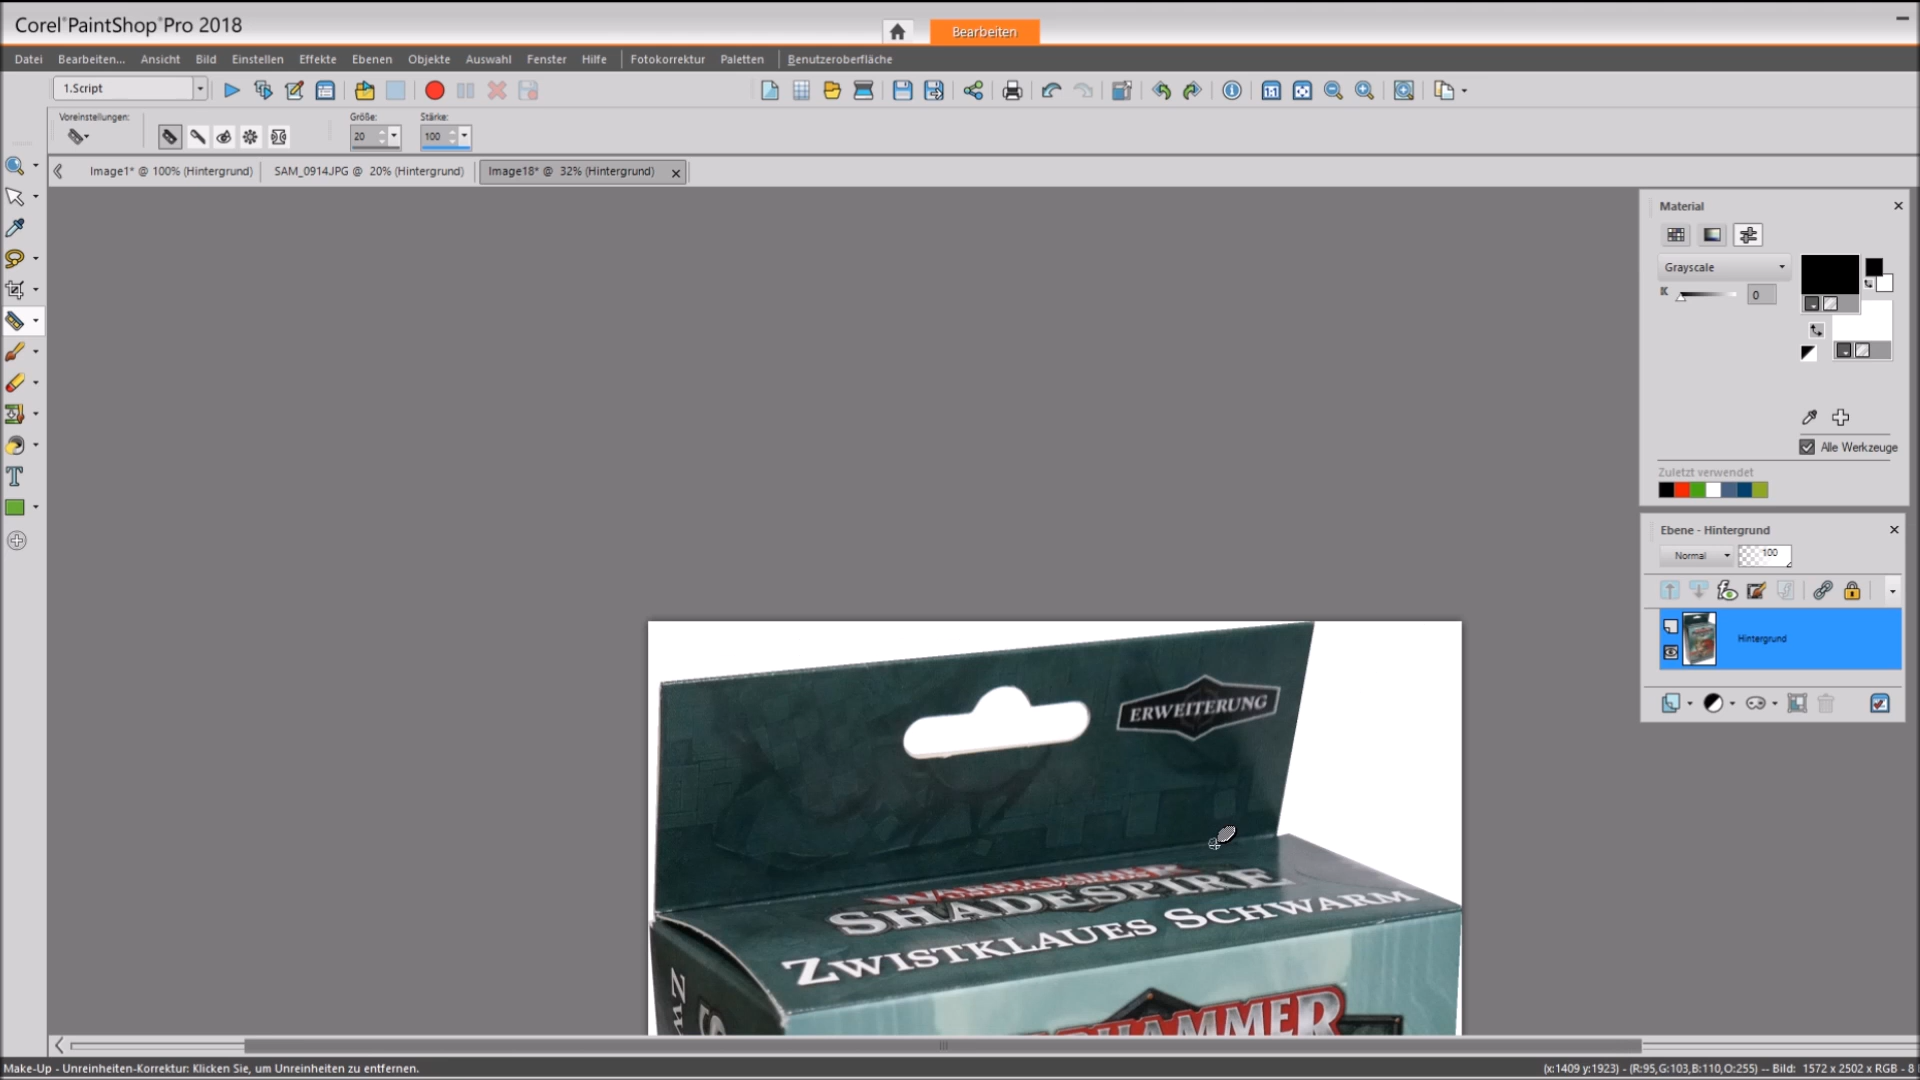 Corel®PaintShop®Pro 2018
Bearbeiten
Datei Bearbeiten... Ansicht Bild Einstellen Effekte Ebenen Objekte Auswahl Fenster Hilfe Fotokorrektur Paletten Benutzeroberfläche
1.Script
Voreinstellungen: Größe: Stärke:
20 100
Image1* @ 100% (Hintergrund) SAM_0914.JPG @ 20% (Hintergrund) Image18* @ 32% (Hintergrund)
Material
Grayscale
K 0
Alle Werkzeuge
Zuletzt verwendet
Ebene - Hintergrund
Normal 100
Hintergrund
ERWEITERUNG
WARHAMMER
SHADESPIRE
ZWISTKLAUES SCHWARM
Make-Up - Unreinheiten-Korrektur: Klicken Sie, um Unreinheiten zu entfernen.
(x:1409 y:1923) - (R:95,G:103,B:110,O:255) -- Bild: 1572 x 2502 x RGB - 8